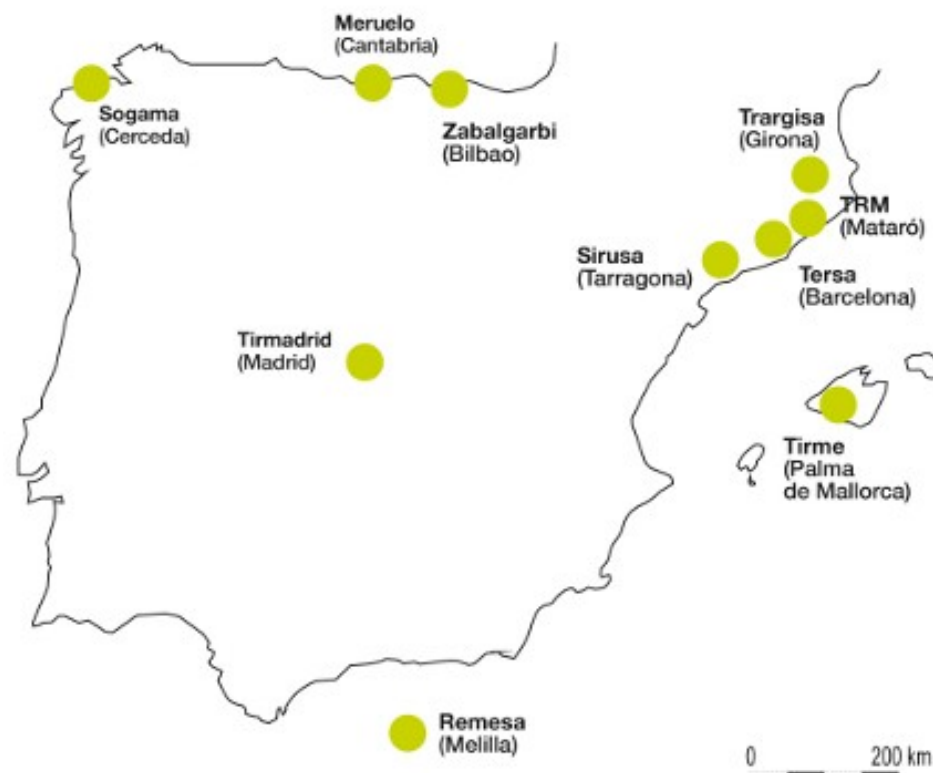 Meruelo
(Cantabria)
Sogama
(Cerceda)
Zabalgarbi
(Bilbao)
Trargisa
(Girona)
TRM
(Mataró)
Sirusa
(Tarragona)
Tersa
(Barcelona)
Tirmadrid
(Madrid)
Tirme
(Palma
de Mallorca)
Remesa
(Melilla)
0 200 km